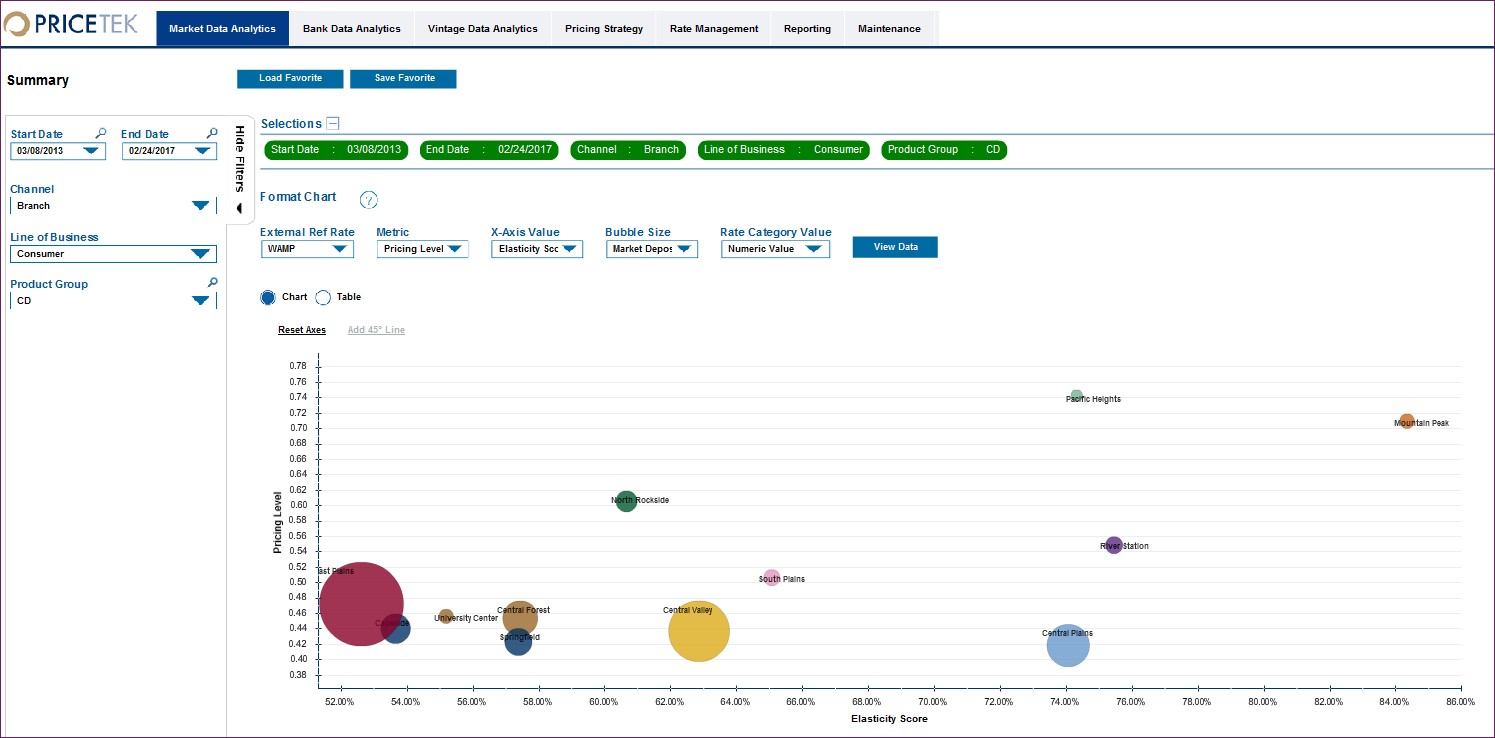 PRICETEK
Market Data Analytics Bank Data Analytics Vintage Data Analytics Pricing Strategy Rate Management Reporting Maintenance
Summary
Load Favorite Save Favorite
Start Date End Date
03/08/2013 02/24/2017
Channel
Branch
Line of Business
Consumer
Product Group
CD
Hide Filters
Selections
Start Date : 03/08/2013 End Date : 02/24/2017 Channel : Branch Line of Business : Consumer Product Group : CD
Format Chart ?
External Ref Rate Metric X-Axis Value Bubble Size Rate Category Value
WAMP Pricing Level Elasticity Sco Market Depos Numeric Value View Data
Chart Table
Reset Axes Add 45° Line
0.78
0.76
0.74
0.72
0.70
0.68
0.66
0.64
0.62
0.60
0.58
0.56
0.54
0.52
0.50
0.48
0.46
0.44
0.42
0.40
0.38
Pricing Level
Pacific Heights
Mountain Peak
North Rockside
River Station
ast Plains
South Plains
Central Forest
Central Valley
University Center
Central Plains
Springfield
52.00% 54.00% 56.00% 58.00% 60.00% 62.00% 64.00% 66.00% 68.00% 70.00% 72.00% 74.00% 76.00% 78.00% 80.00% 82.00% 84.00% 86.00%
Elasticity Score